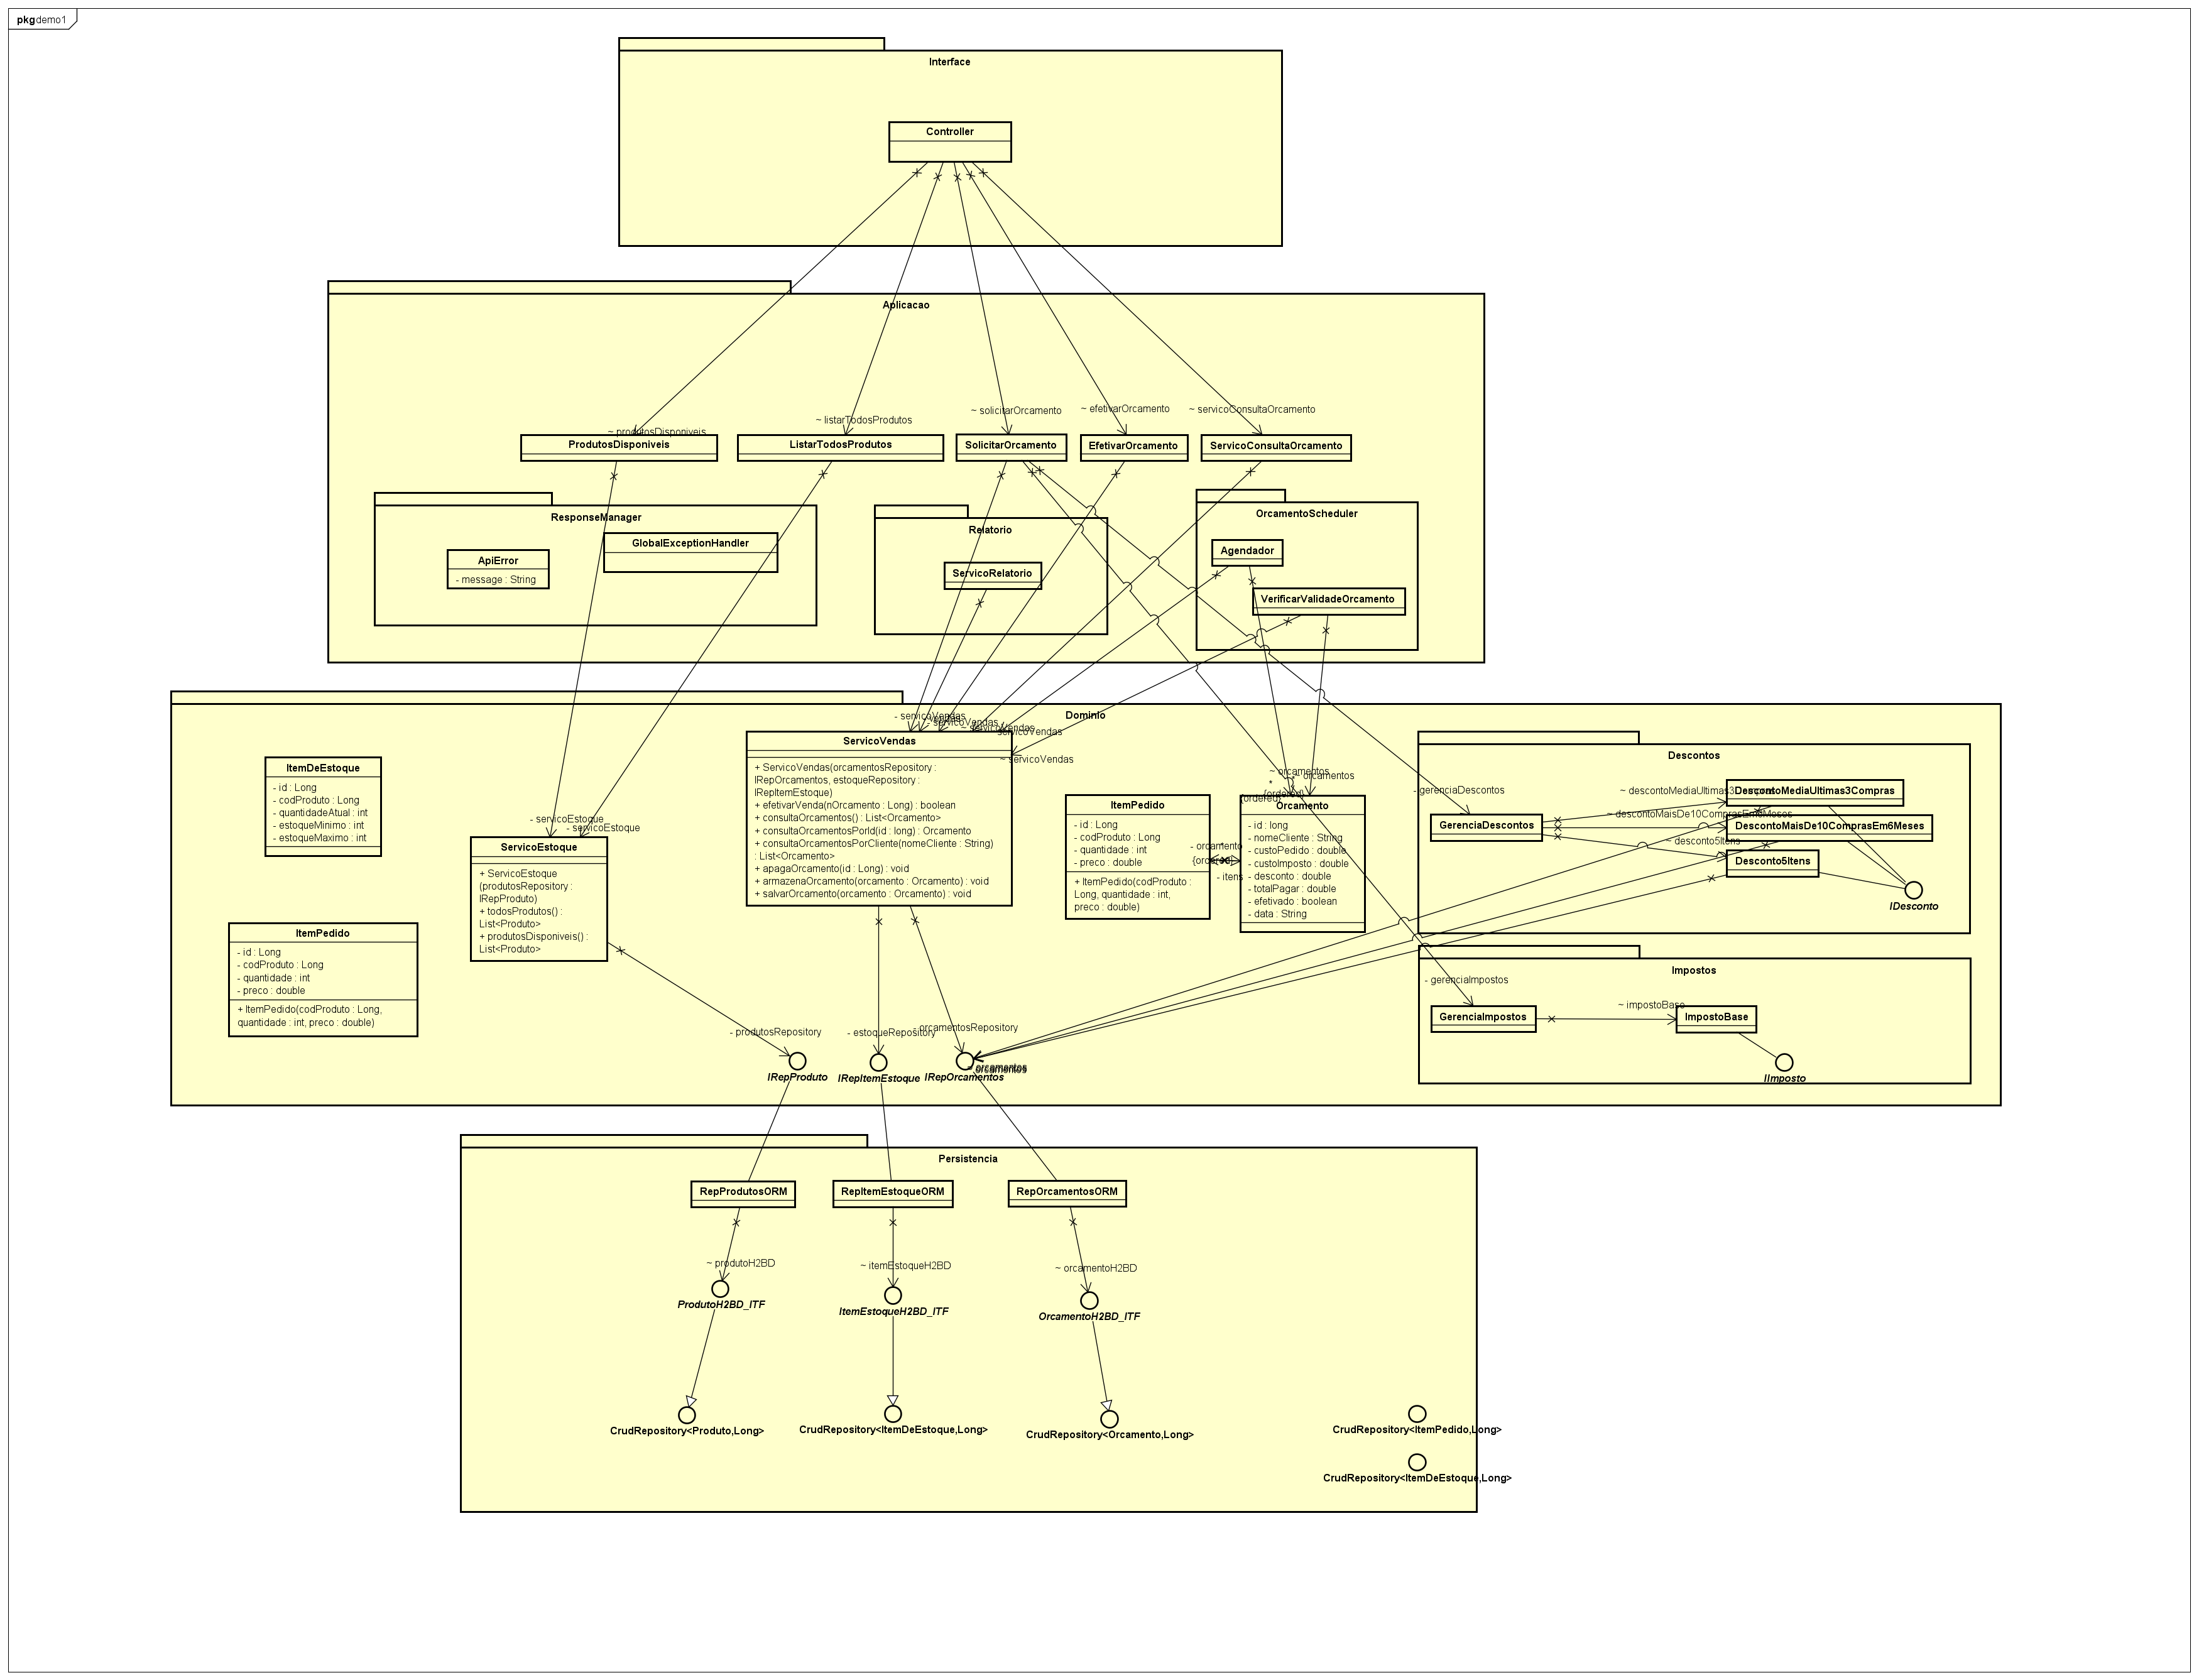 pkg demo1
Interface
Controller
Aplicacao
~ produtosDisponiveis
~ listarTodosProdutos
~ solicitarOrcamento
~ efetivarOrcamento
~ servicoConsultaOrcamento
ProdutosDisponiveis
ListarTodosProdutos
SolicitarOrcamento
EfetivarOrcamento
ServicoConsultaOrcamento
ResponseManager
ApiError
- message : String
GlobalExceptionHandler
Relatorio
ServicoRelatorio
OrcamentoScheduler
Agendador
VerificarValidadeOrcamento
Dominio
- servicoVendas
- servicoVendas
~ servicoVendas
servicoVendas
~ servicoVendas
ItemDeEstoque
- id : Long
- codProduto : Long
- quantidadeAtual : int
- estoqueMinimo : int
- estoqueMaximo : int
- servicoEstoque
- servicoEstoque
ServicoEstoque
+ ServicoEstoque
(produtosRepository :
IRepProduto)
+ todosProdutos() :
List<Produto>
+ produtosDisponiveis() :
List<Produto>
ItemPedido
- id : Long
- codProduto : Long
- quantidade : int
- preco : double
+ ItemPedido(codProduto : Long,
quantidade : int, preco : double)
ServicoVendas
+ ServicoVendas(orcamentosRepository :
IRepOrcamentos, estoqueRepository :
IRepItemEstoque)
+ efetivarVenda(nOrcamento : Long) : boolean
+ consultaOrcamentos() : List<Orcamento>
+ consultaOrcamentosPorId(id : long) : Orcamento
+ consultaOrcamentosPorCliente(nomeCliente : String)
: List<Orcamento>
+ apagaOrcamento(id : Long) : void
+ armazenaOrcamento(orcamento : Orcamento) : void
+ salvarOrcamento(orcamento : Orcamento) : void
ItemPedido
- id : Long
- codProduto : Long
- quantidade : int
- preco : double
+ ItemPedido(codProduto :
Long, quantidade : int,
preco : double)
- orcamento
{ordered}
- itens
~ orcamentos
*
{ordered}
* orcamentos
{ordered}
Orcamento
- id : long
- nomeCliente : String
- custoPedido : double
- custoImposto : double
- desconto : double
- totalPagar : double
- efetivado : boolean
- data : String
Descontos
- gerenciaDescontos
GerenciaDescontos
~ descontoMediaUltimas3Compras
DescontoMediaUltimas3Compras
~ descontoMaisDe10ComprasEm6Meses
DescontoMaisDe10ComprasEm6Meses
~ desconto5Itens
Desconto5Itens
IDesconto
Impostos
- gerenciaImpostos
GerenciaImpostos
~ impostoBase
ImpostoBase
IImposto
- produtosRepository
- estoqueRepository
- orcamentosRepository
IRepProduto
IRepItemEstoque
IRepOrcamentos
~ orcamentos
orcamentos
Persistencia
RepProdutosORM
RepItemEstoqueORM
RepOrcamentosORM
~ produtoH2BD
~ itemEstoqueH2BD
~ orcamentoH2BD
ProdutoH2BD_ITF
ItemEstoqueH2BD_ITF
OrcamentoH2BD_ITF
CrudRepository<Produto,Long>
CrudRepository<ItemDeEstoque,Long>
CrudRepository<Orcamento,Long>
CrudRepository<ItemPedido,Long>
CrudRepository<ItemDeEstoque,Long>